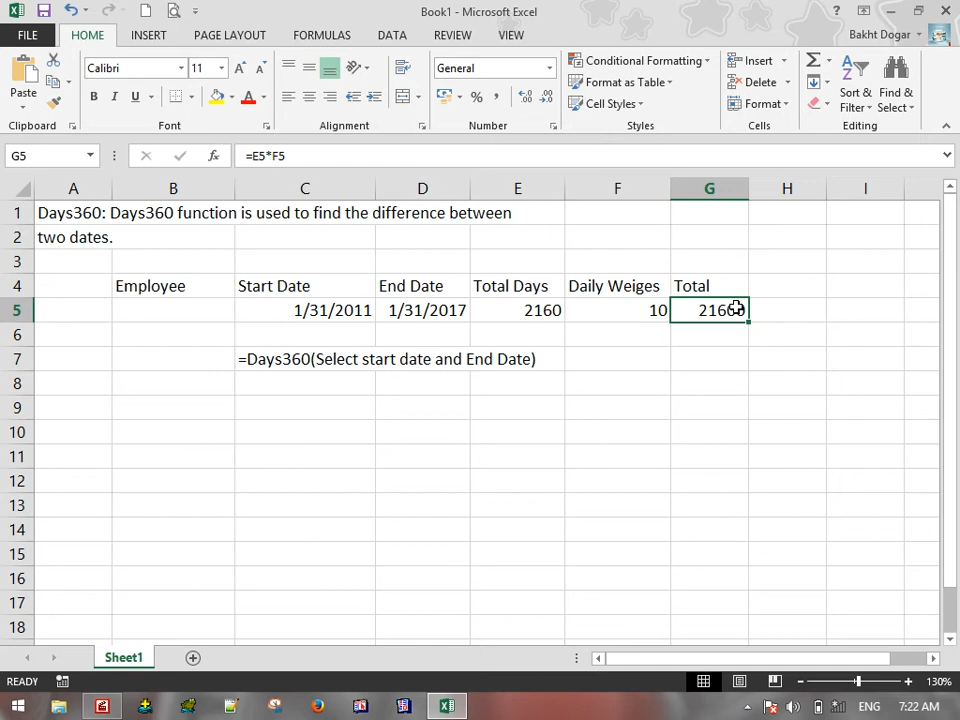 Book1 - Microsoft Excel
FILE HOME INSERT PAGE LAYOUT FORMULAS DATA REVIEW VIEW Bakht Dogar
Paste Calibri 11 General Conditional Formatting Insert
B I U Format as Table Delete Sort & Filter Find & Select
Cell Styles Format
Clipboard Font Alignment Number Styles Cells Editing
G5 fx =E5*F5
A B C D E F G H I
1 Days360: Days360 function is used to find the difference between
2 two dates.
3
4 Employee Start Date End Date Total Days Daily Weiges Total
5 1/31/2011 1/31/2017 2160 10 21600
6
7 =Days360(Select start date and End Date)
8
9
10
11
12
13
14
15
16
17
18
Sheet1
READY 130%
ENG 7:22 AM